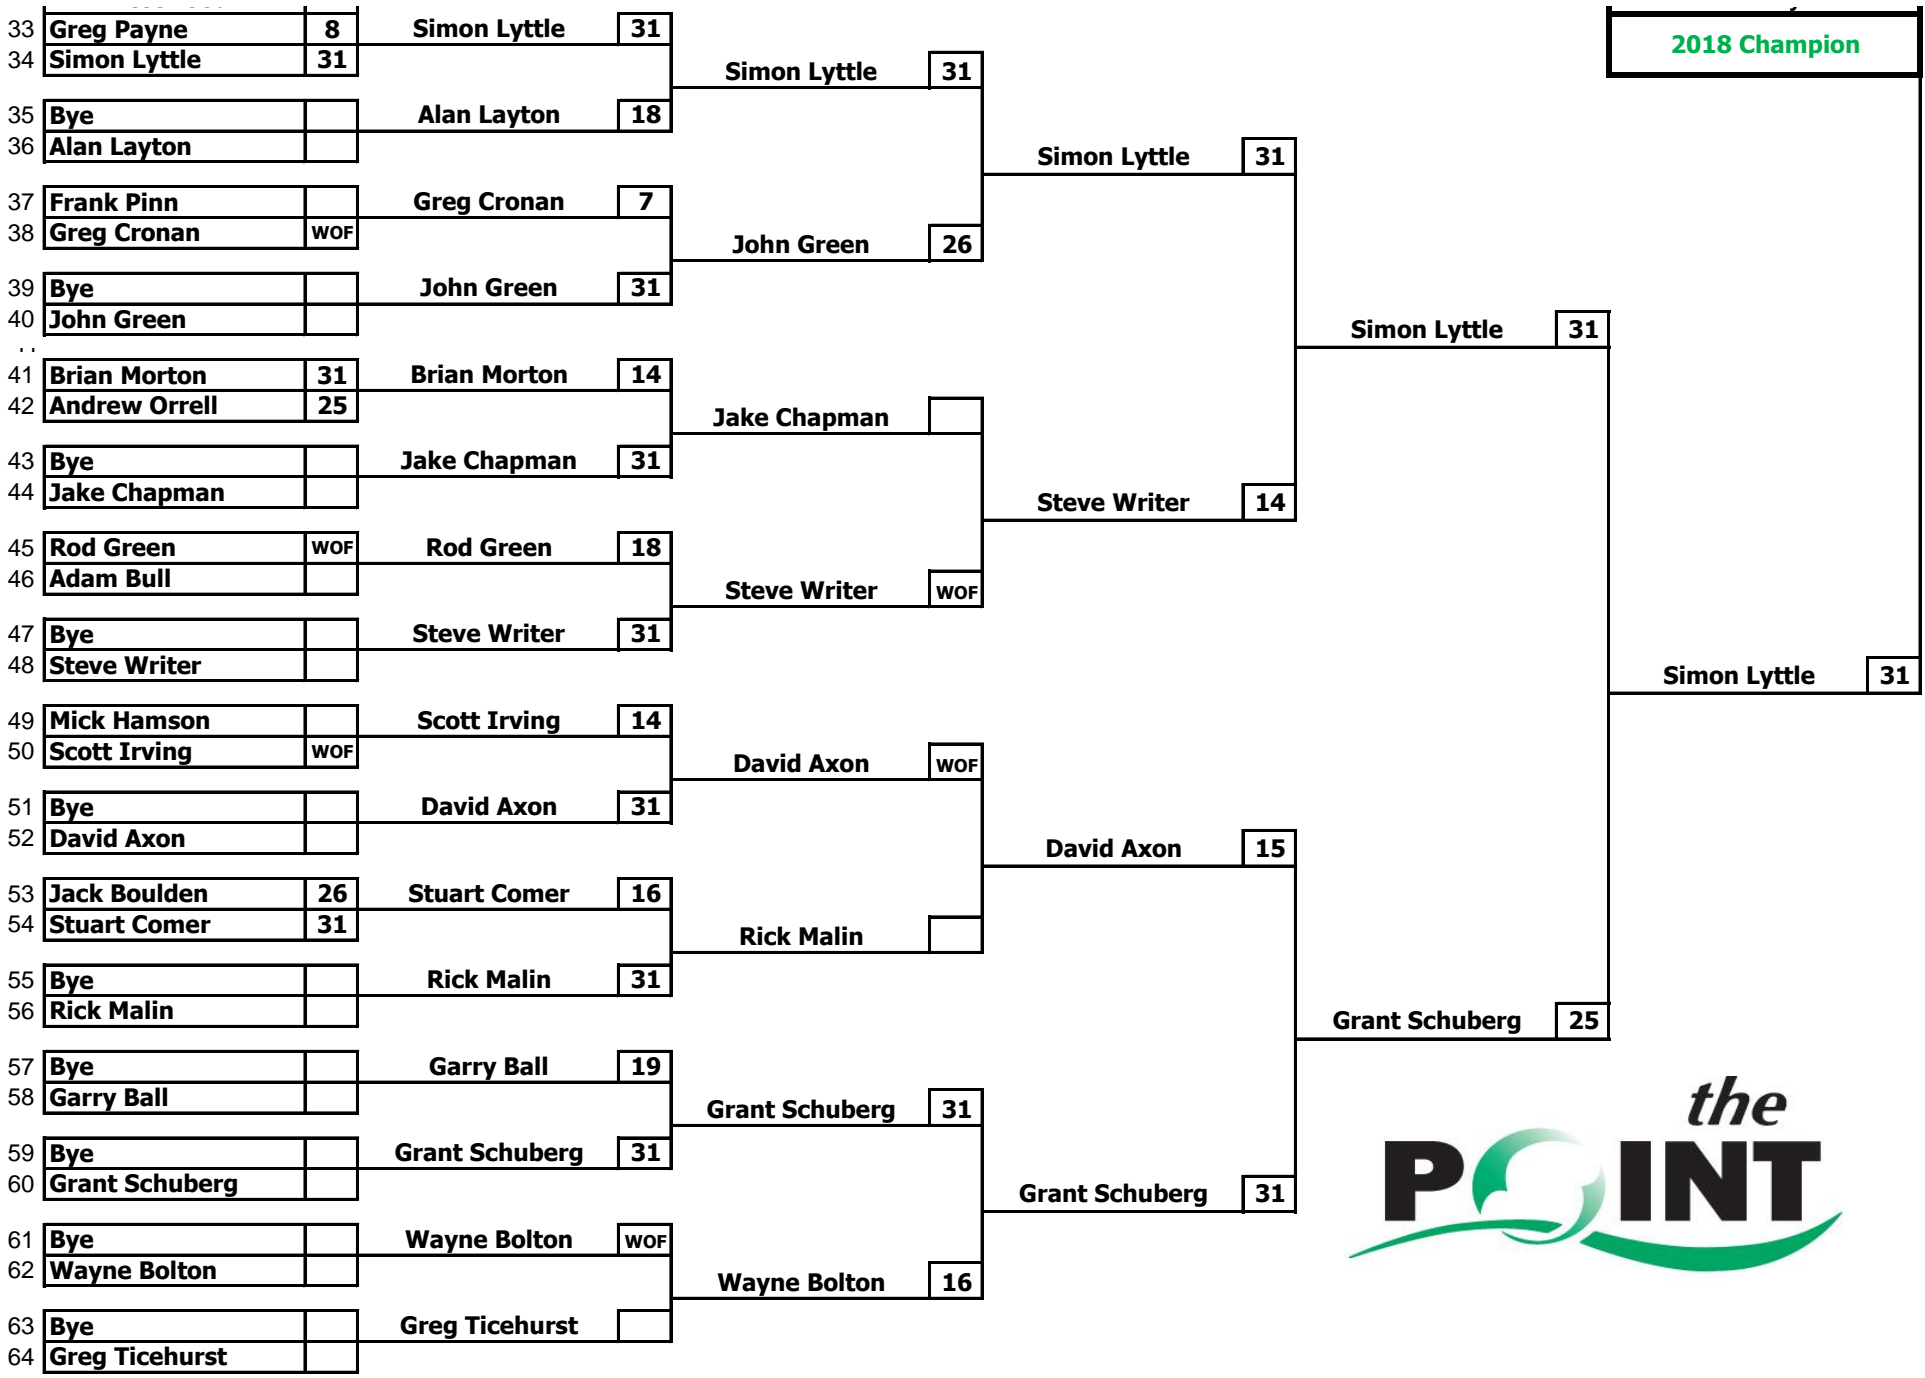 33 Greg Payne 8 Simon Lyttle 31
2018 Champion
34 Simon Lyttle 31
Simon Lyttle 31
35 Bye Alan Layton 18
36 Alan Layton
Simon Lyttle 31
37 Frank Pinn Greg Cronan 7
38 Greg Cronan WOF
John Green 26
39 Bye John Green 31
40 John Green
Simon Lyttle 31
41 Brian Morton 31 Brian Morton 14
42 Andrew Orrell 25
Jake Chapman
43 Bye Jake Chapman 31
44 Jake Chapman
Steve Writer 14
45 Rod Green WOF Rod Green 18
46 Adam Bull
Steve Writer WOF
47 Bye Steve Writer 31
48 Steve Writer
Simon Lyttle 31
49 Mick Hamson Scott Irving 14
50 Scott Irving WOF
David Axon WOF
51 Bye David Axon 31
52 David Axon
David Axon 15
53 Jack Boulden 26 Stuart Comer 16
54 Stuart Comer 31
Rick Malin
55 Bye Rick Malin 31
56 Rick Malin
Grant Schuberg 25
57 Bye Garry Ball 19
58 Garry Ball
Grant Schuberg 31
59 Bye Grant Schuberg 31
60 Grant Schuberg
Grant Schuberg 31
61 Bye Wayne Bolton WOF
62 Wayne Bolton
Wayne Bolton 16
63 Bye Greg Ticehurst
64 Greg Ticehurst
the
POINT